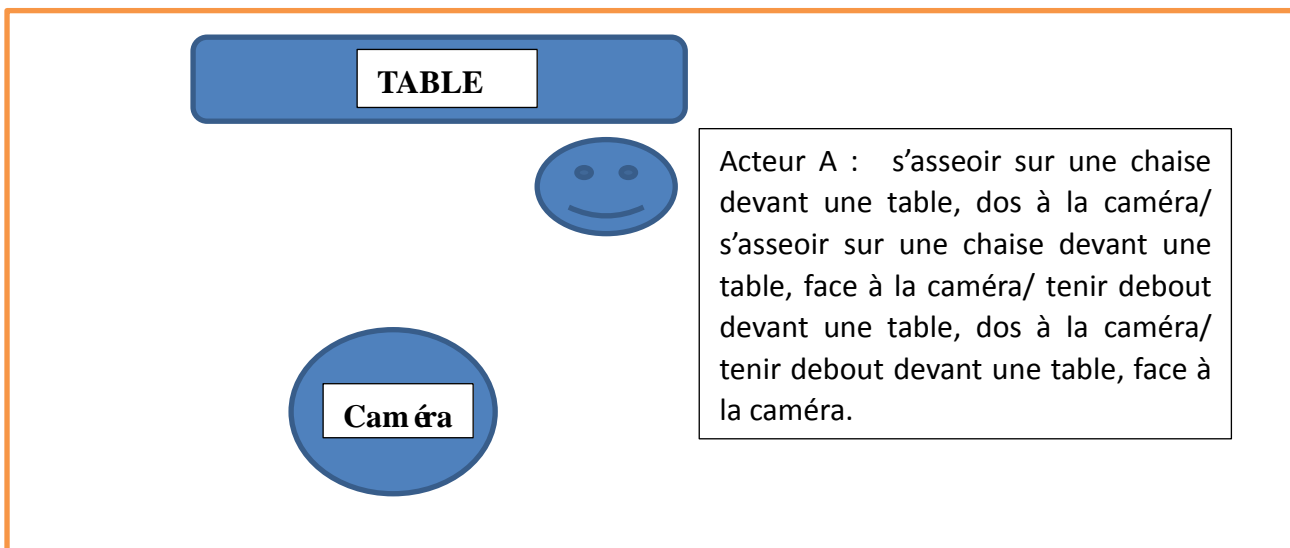 TABLE
Acteur A : s’asseoir sur une chaise
devant une table, dos à la caméra/
s’asseoir sur une chaise devant une
table, face à la caméra/ tenir debout
devant une table, dos à la caméra/
tenir debout devant une table, face à
la caméra.
Caméra